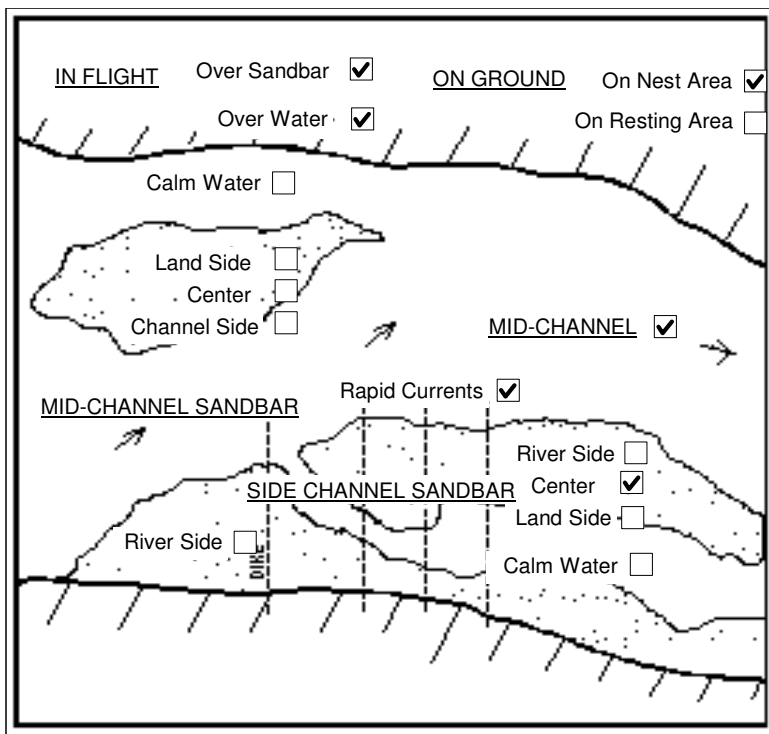 IN FLIGHT
Over Sandbar
ON GROUND
On Nest Area
Over Water
On Resting Area
Calm Water
Land Side
Center
Channel Side
MID-CHANNEL
Rapid Currents
MID-CHANNEL SANDBAR
River Side
SIDE CHANNEL SANDBAR
Center
Land Side
River Side
DIKE
Calm Water